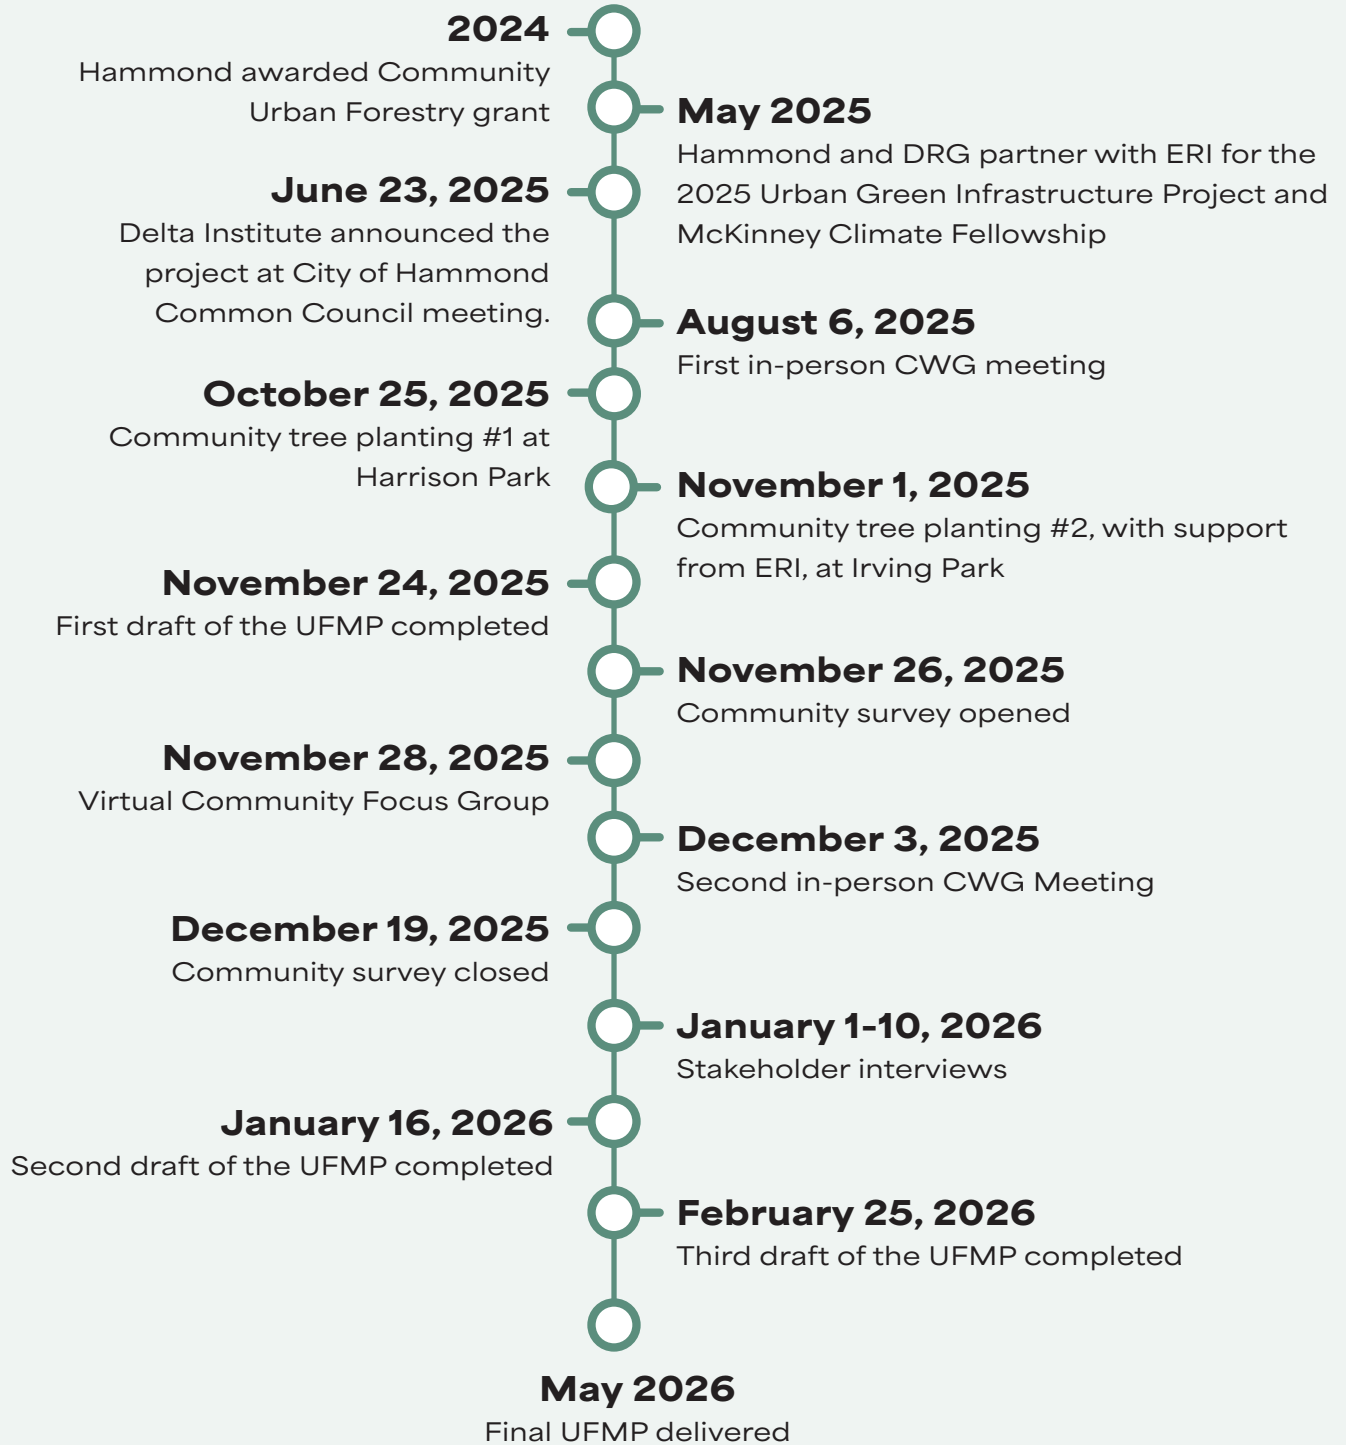 2024
Hammond awarded Community
Urban Forestry grant
May 2025
Hammond and DRG partner with ERI for the
2025 Urban Green Infrastructure Project and
McKinney Climate Fellowship
June 23, 2025
Delta Institute announced the
project at City of Hammond
Common Council meeting.
August 6, 2025
First in-person CWG meeting
October 25, 2025
Community tree planting #1 at
Harrison Park
November 1, 2025
Community tree planting #2, with support
from ERI, at Irving Park
November 24, 2025
First draft of the UFMP completed
November 26, 2025
Community survey opened
November 28, 2025
Virtual Community Focus Group
December 3, 2025
Second in-person CWG Meeting
December 19, 2025
Community survey closed
January 1-10, 2026
Stakeholder interviews
January 16, 2026
Second draft of the UFMP completed
February 25, 2026
Third draft of the UFMP completed
May 2026
Final UFMP delivered